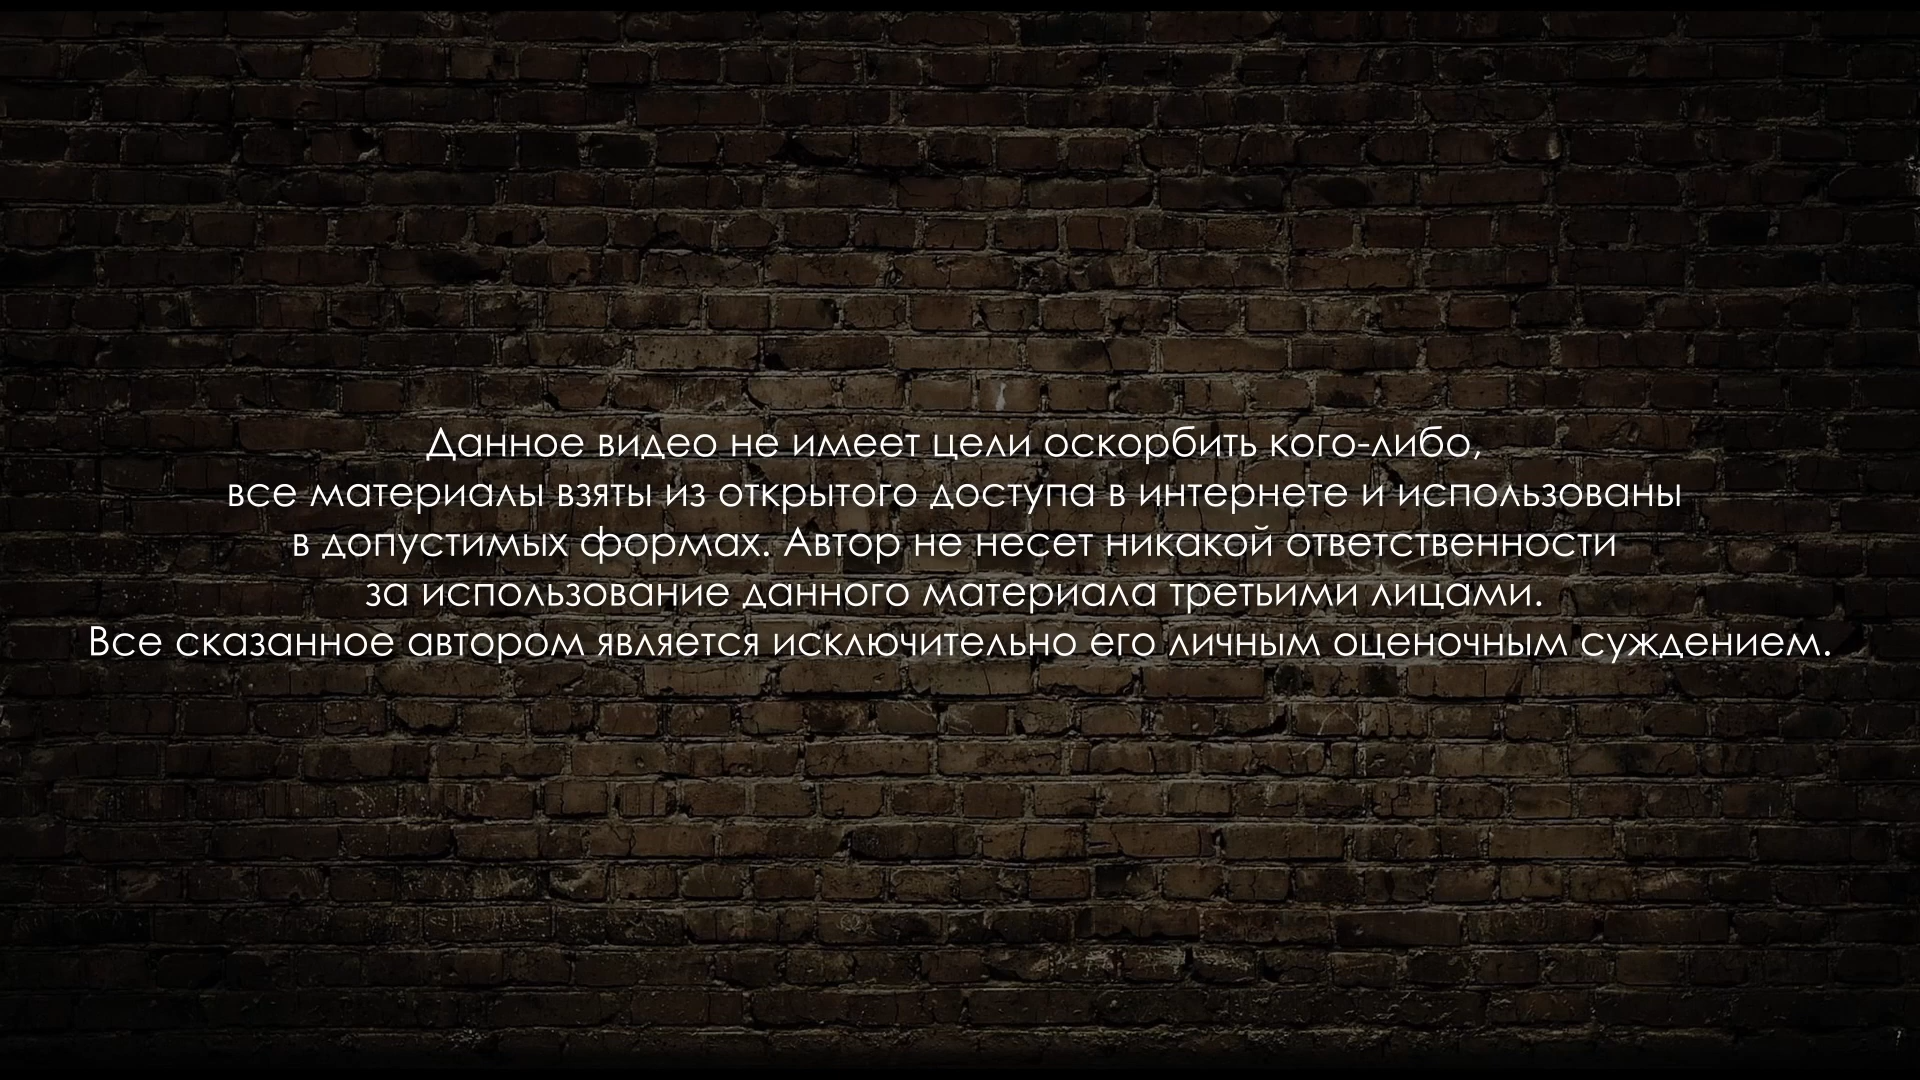 Данное видео не имеет цели оскорбить кого-либо,
все материалы взяты из открытого доступа в интернете и использованы
в допустимых формах. Автор не несет никакой ответственности
за использование данного материала третьими лицами.
Все сказанное автором является исключительно его личным оценочным суждением.